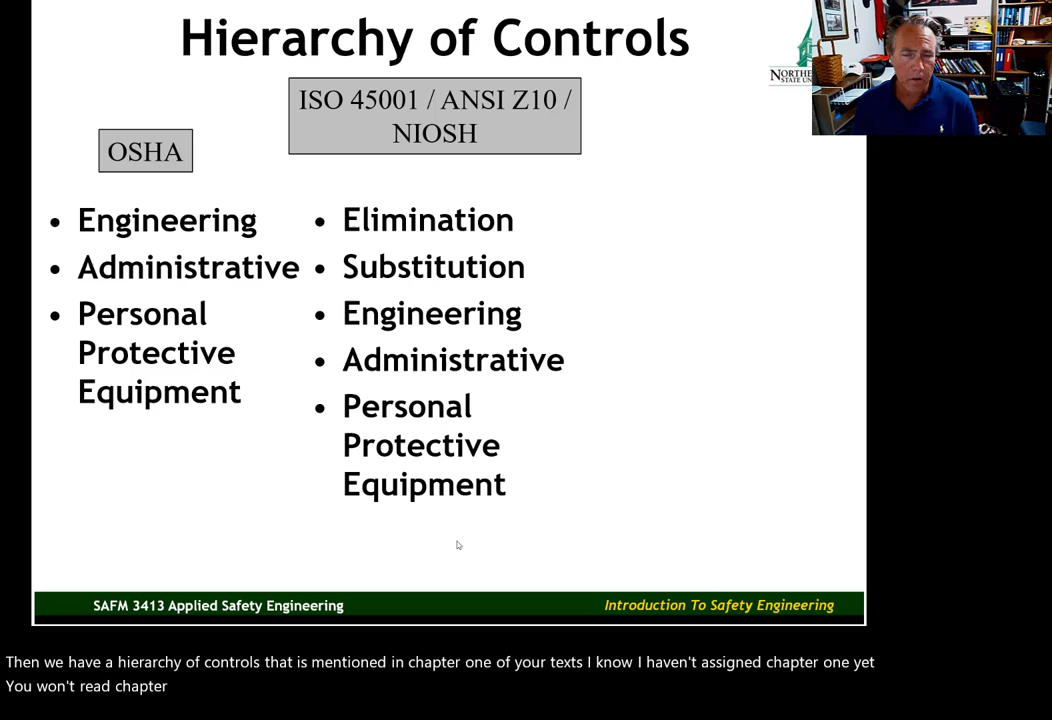 Hierarchy of Controls
ISO 45001 / ANSI Z10 /
NIOSH
OSHA
• Engineering
• Administrative
• Personal
Protective
Equipment
• Elimination
• Substitution
• Engineering
• Administrative
• Personal
Protective
Equipment
SAFM 3413 Applied Safety Engineering
Introduction To Safety Engineering
Then we have a hierarchy of controls that is mentioned in chapter one of your texts I know I haven't assigned chapter one yet
You won't read chapter